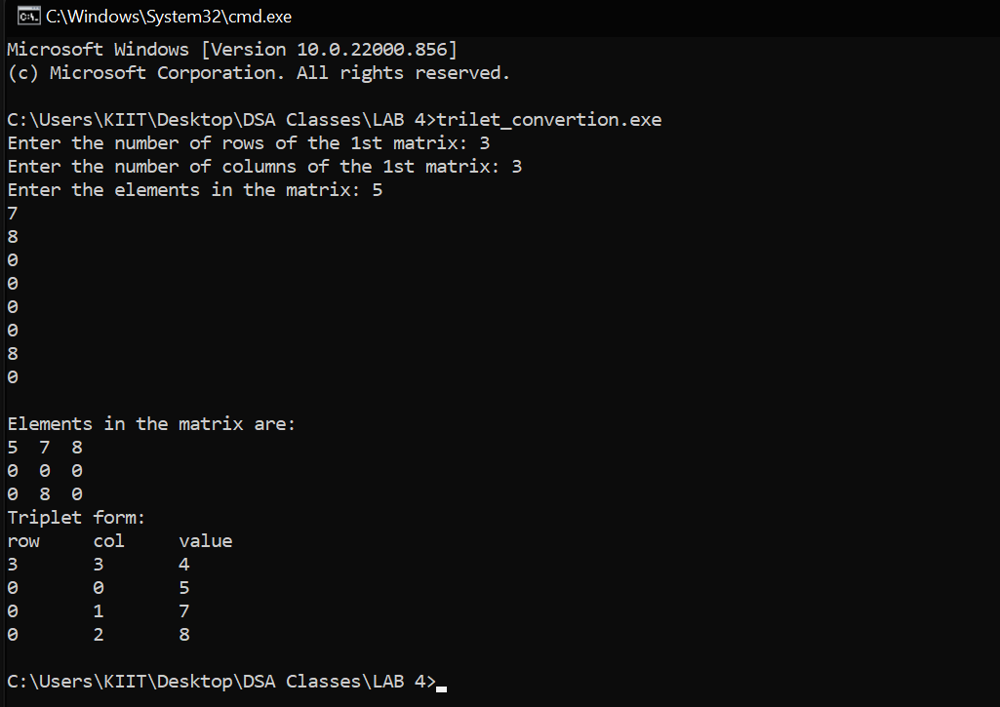 C:\Windows\System32\cmd.exe
Microsoft Windows [Version 10.0.22000.856]
(c) Microsoft Corporation. All rights reserved.
C:\Users\KIIT\Desktop\DSA Classes\LAB 4>trilet_convertion.exe
Enter the number of rows of the 1st matrix: 3
Enter the number of columns of the 1st matrix: 3
Enter the elements in the matrix: 5
7
8
0
0
0
0
8
0
Elements in the matrix are:
5 7 8
0 0 0
0 8 0
Triplet form:
row col value
3 3 4
0 0 5
0 1 7
0 2 8
C:\Users\KIIT\Desktop\DSA Classes\LAB 4>